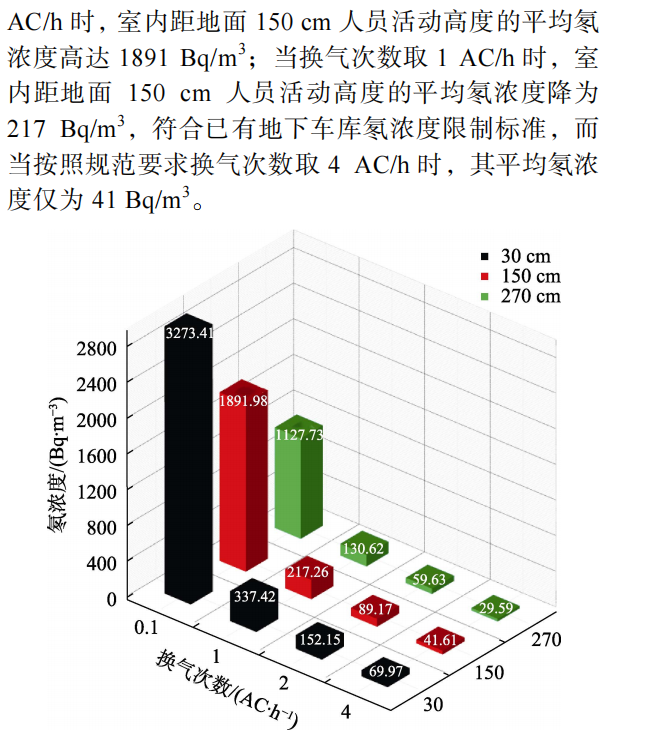 AC/h 时，室内距地面 150 cm 人员活动高度的平均氡
浓度高达 1891 Bq/m³；当换气次数取 1 AC/h 时，室
内距地面 150 cm 人员活动高度的平均氡浓度降为
217 Bq/m³，符合已有地下车库氡浓度限制标准，而
当按照规范要求换气次数取 4 AC/h 时，其平均氡浓
度仅为 41 Bq/m³。
30 cm
150 cm
270 cm
氡浓度/(Bq·m⁻³)
2800
2400
2000
1600
1200
800
400
0
3273.41
1891.98
1127.73
337.42
217.26
130.62
152.15
89.17
59.63
69.97
41.61
29.59
0.1
1
2
4
换气次数/(AC·h⁻¹)
30
150
270